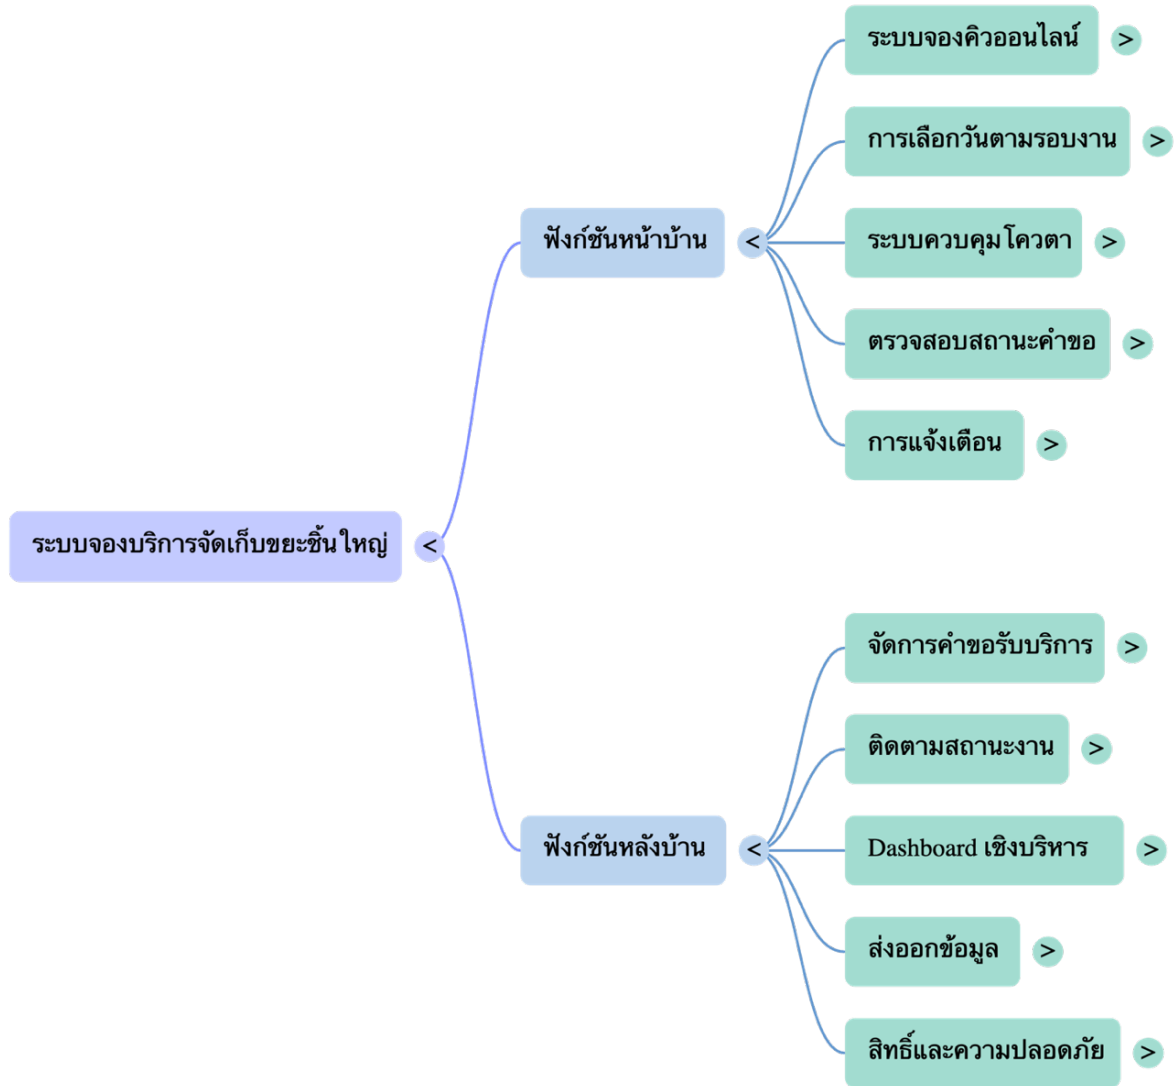 ระบบจองบริการจัดเก็บขยะชิ้นใหญ่
<
ฟังก์ชันหน้าบ้าน
<
ระบบจองคิวออนไลน์
>
การเลือกวันตามรอบงาน
>
ระบบควบคุมโควตา
>
ตรวจสอบสถานะคำขอ
>
การแจ้งเตือน
>
ฟังก์ชันหลังบ้าน
<
จัดการคำขอรับบริการ
>
ติดตามสถานะงาน
>
Dashboard เชิงบริหาร
>
ส่งออกข้อมูล
>
สิทธิ์และความปลอดภัย
>